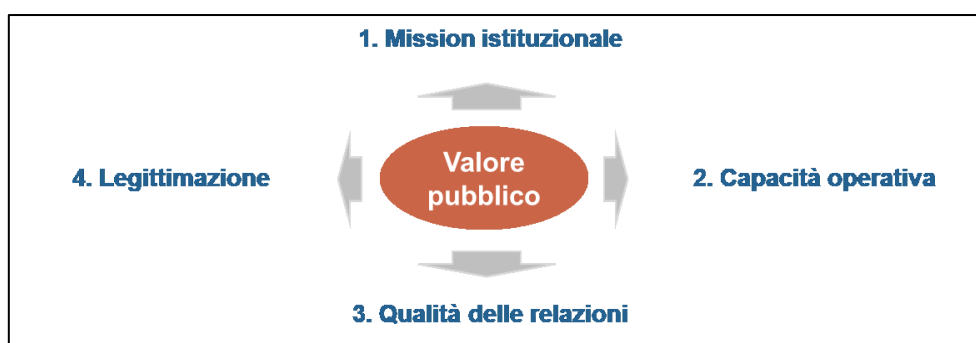 1. Mission istituzionale
4. Legittimazione
Valore
pubblico
2. Capacità operativa
3. Qualità delle relazioni